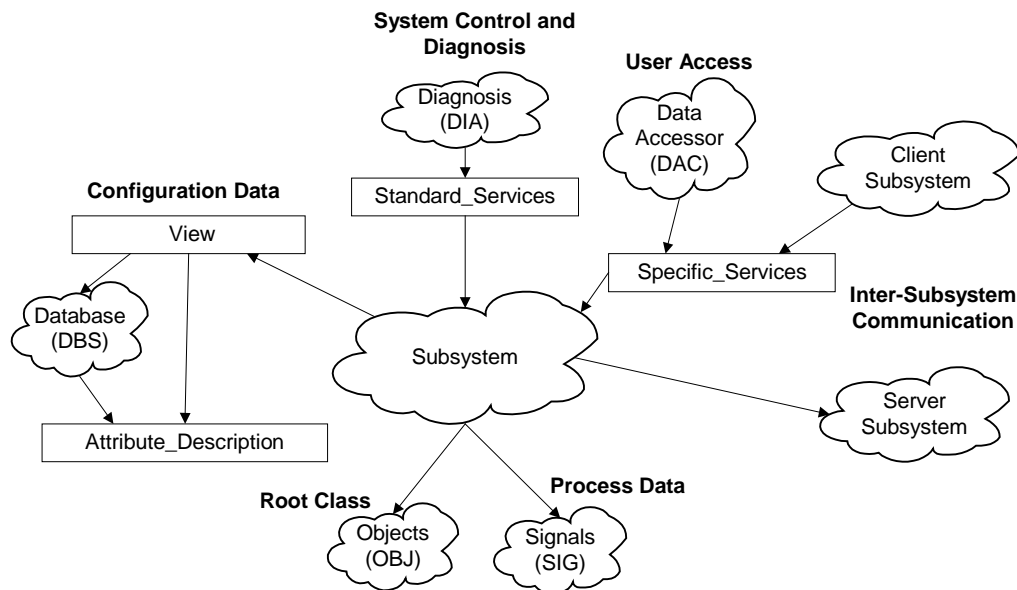 System Control and
Diagnosis
User Access
Diagnosis
(DIA)
Data
Accessor
(DAC)
Client
Subsystem
Configuration Data
Standard_Services
View
Specific_Services
Inter-Subsystem
Communication
Database
(DBS)
Subsystem
Server
Subsystem
Attribute_Description
Root Class
Process Data
Objects
(OBJ)
Signals
(SIG)